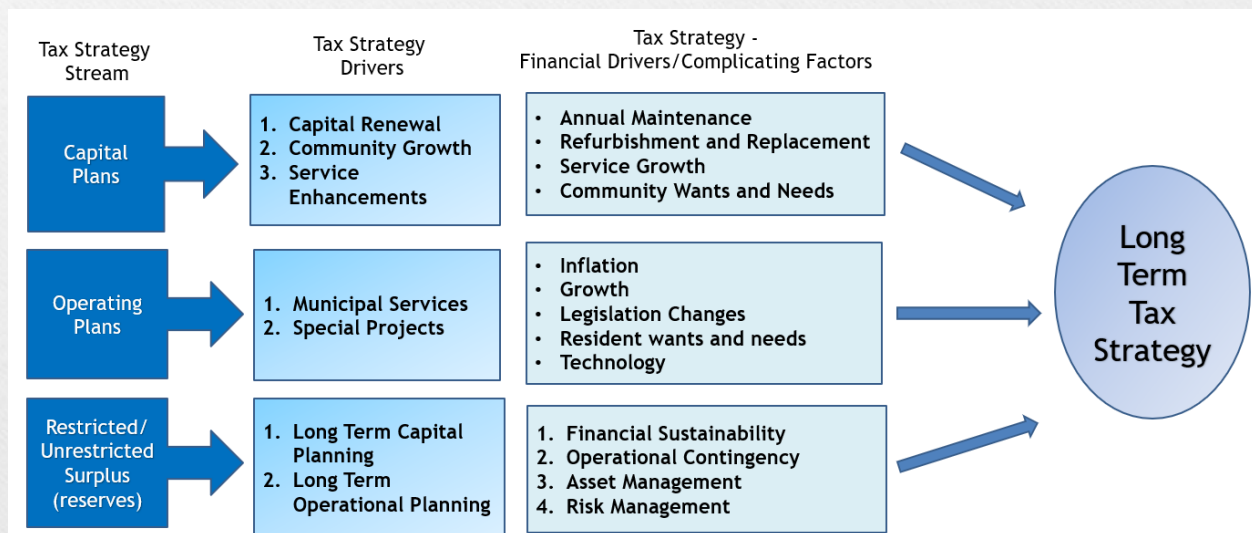 Tax Strategy
Stream
Tax Strategy
Drivers
Tax Strategy -
Financial Drivers/Complicating Factors
Capital
Plans
1. Capital Renewal
2. Community Growth
3. Service
Enhancements
• Annual Maintenance
• Refurbishment and Replacement
• Service Growth
• Community Wants and Needs
Operating
Plans
1. Municipal Services
2. Special Projects
• Inflation
• Growth
• Legislation Changes
• Resident wants and needs
• Technology
Restricted/
Unrestricted
Surplus
(reserves)
1. Long Term Capital
Planning
2. Long Term
Operational Planning
1. Financial Sustainability
2. Operational Contingency
3. Asset Management
4. Risk Management
Long
Term
Tax
Strategy